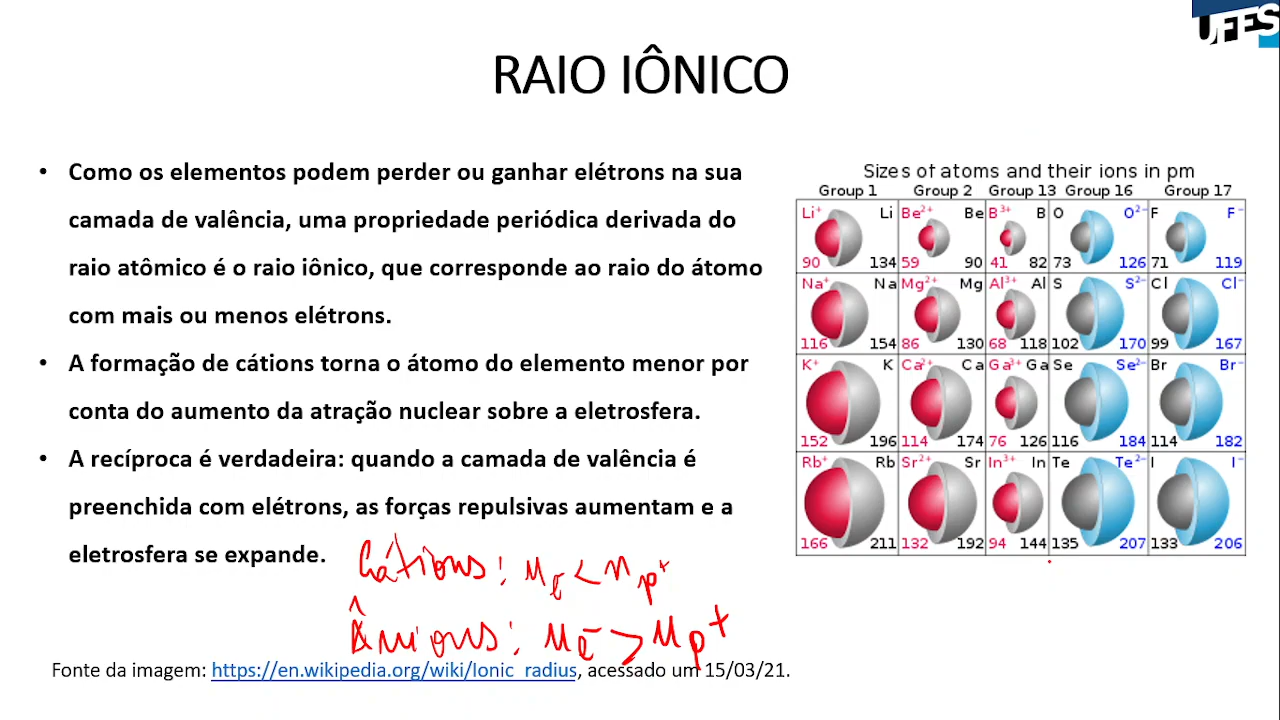 UFES
RAIO IÔNICO
• Como os elementos podem perder ou ganhar elétrons na sua
camada de valência, uma propriedade periódica derivada do
raio atômico é o raio iônico, que corresponde ao raio do átomo
com mais ou menos elétrons.
• A formação de cátions torna o átomo do elemento menor por
conta do aumento da atração nuclear sobre a eletrosfera.
• A recíproca é verdadeira: quando a camada de valência é
preenchida com elétrons, as forças repulsivas aumentam e a
eletrosfera se expande.
Cátions: n e⁻ < n p⁺
Ânions: n e⁻ > n p⁺
Fonte da imagem: https://en.wikipedia.org/wiki/Ionic_radius, acessado um 15/03/21.
Sizes of atoms and their ions in pm
Group 1 Group 2 Group 13 Group 16 Group 17
Li⁺ Li Be²⁺ Be B³⁺ B O O²⁻ F F⁻
90 134 59 90 41 82 73 126 71 119
Na⁺ Na Mg²⁺ Mg Al³⁺ Al S S²⁻ Cl Cl⁻
116 154 86 130 68 118 102 170 99 167
K⁺ K Ca²⁺ Ca Ga³⁺ Ga Se Se²⁻ Br Br⁻
152 196 114 174 76 126 116 184 114 182
Rb⁺ Rb Sr²⁺ Sr In³⁺ In Te Te²⁻ I I⁻
166 211 132 192 94 144 135 207 133 206